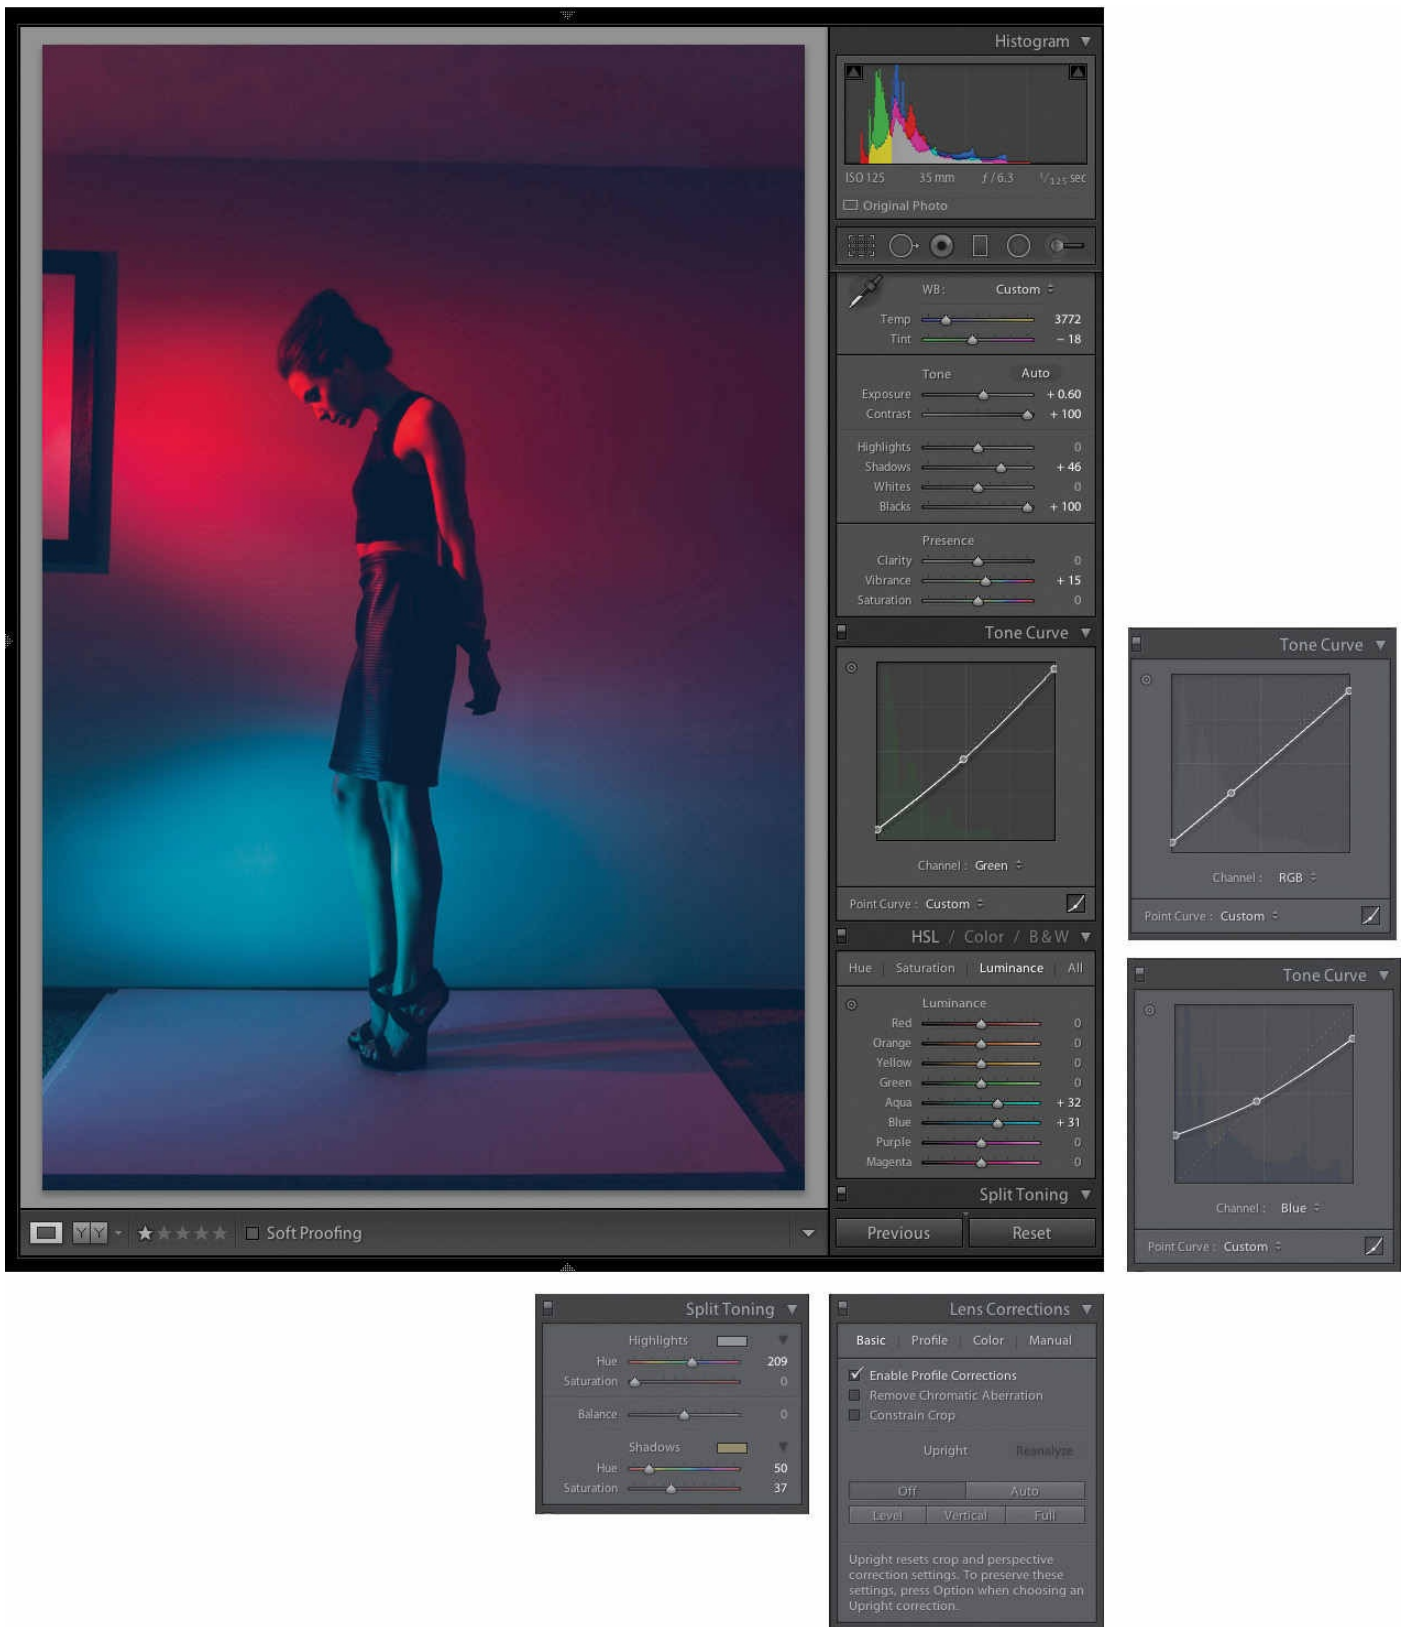 Histogram
ISO 125 35 mm ƒ / 6.3 1/125 sec
Original Photo
WB : Custom
Temp 3772
Tint – 18
Tone Auto
Exposure + 0.60
Contrast + 100
Highlights 0
Shadows + 46
Whites 0
Blacks + 100
Presence
Clarity 0
Vibrance + 15
Saturation 0
Tone Curve
Channel : Green
Point Curve : Custom
HSL / Color / B & W
Hue Saturation Luminance All
Luminance
Red 0
Orange 0
Yellow 0
Green 0
Aqua + 32
Blue + 31
Purple 0
Magenta 0
Split Toning
Previous Reset
YY Soft Proofing
Tone Curve
Channel : RGB
Point Curve : Custom
Tone Curve
Channel : Blue
Point Curve : Custom
Split Toning
Highlights
Hue 209
Saturation 0
Balance 0
Shadows
Hue 50
Saturation 37
Lens Corrections
Basic Profile Color Manual
Enable Profile Corrections
Remove Chromatic Aberration
Constrain Crop
Upright Reanalyze
Off Auto
Level Vertical Full
Upright resets crop and perspective
correction settings. To preserve these
settings, press Option when choosing an
Upright correction.